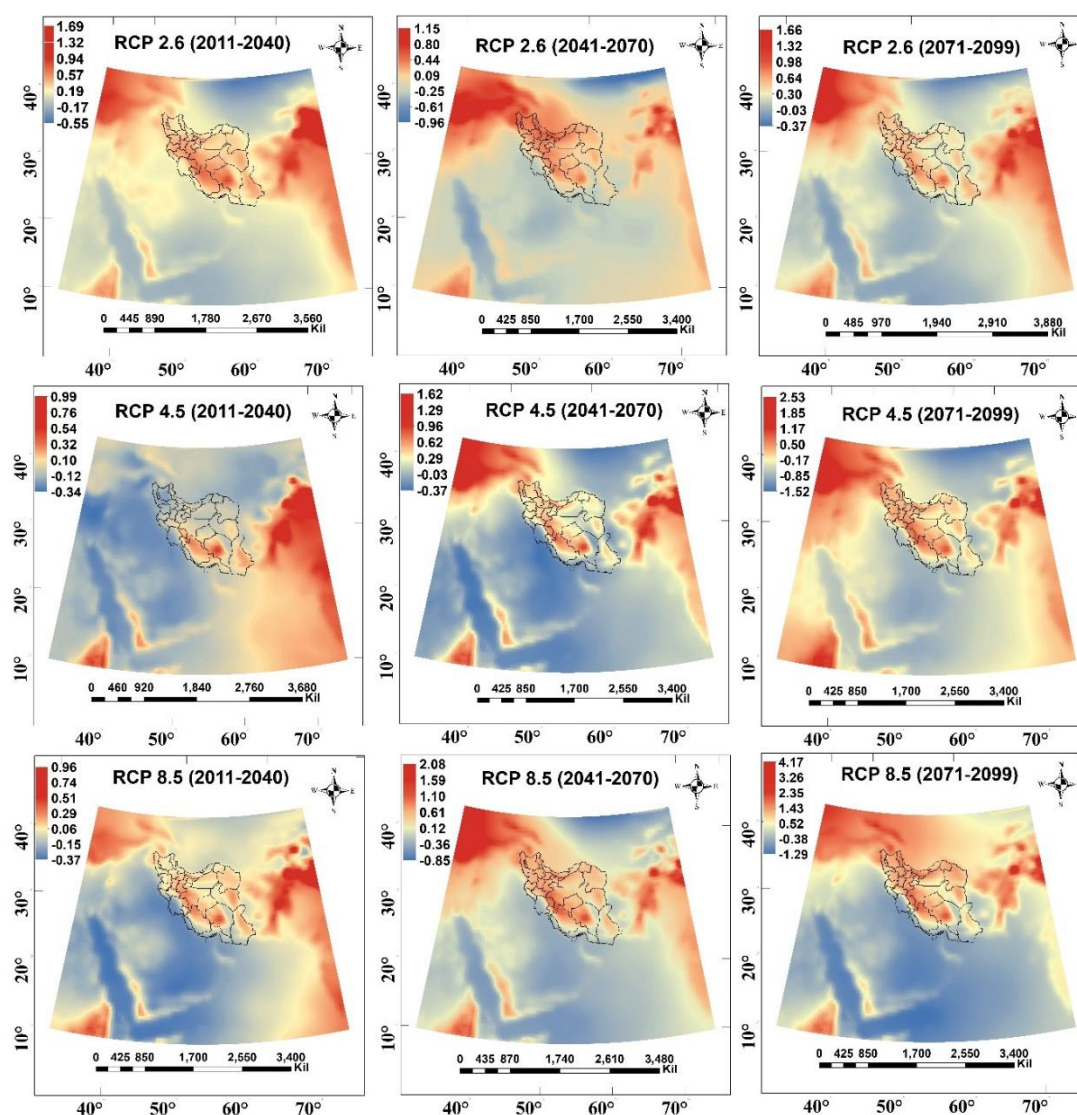 RCP 2.6 (2011-2040)
N
W E
S
1.69
1.32
0.94
0.57
0.19
-0.17
-0.55
40°
30°
20°
10°
0 445 890 1,780 2,670 3,560
Kil
RCP 2.6 (2041-2070)
N
W E
S
1.15
0.80
0.44
0.09
-0.25
-0.61
-0.96
40°
30°
20°
10°
0 425 850 1,700 2,550 3,400
Kil
RCP 2.6 (2071-2099)
N
W E
S
1.66
1.32
0.98
0.64
0.30
-0.03
-0.37
40°
30°
20°
10°
0 485 970 1,940 2,910 3,880
Kil
40° 50° 60° 70°
40° 50° 60° 70°
40° 50° 60° 70°
RCP 4.5 (2011-2040)
N
W E
S
0.99
0.76
0.54
0.32
0.10
-0.12
-0.34
40°
30°
20°
10°
0 460 920 1,840 2,760 3,680
Kil
RCP 4.5 (2041-2070)
N
W E
S
1.62
1.29
0.96
0.62
0.29
-0.03
-0.37
40°
30°
20°
10°
0 425 850 1,700 2,550 3,400
Kil
RCP 4.5 (2071-2099)
N
W E
S
2.53
1.85
1.17
0.50
-0.17
-0.85
-1.52
40°
30°
20°
10°
0 425 850 1,700 2,550 3,400
Kil
40° 50° 60° 70°
40° 50° 60° 70°
40° 50° 60° 70°
RCP 8.5 (2011-2040)
N
W E
S
0.96
0.74
0.51
0.29
0.06
-0.15
-0.37
40°
30°
20°
10°
0 425 850 1,700 2,550 3,400
Kil
RCP 8.5 (2041-2070)
N
W E
S
2.08
1.59
1.10
0.61
0.12
-0.36
-0.85
40°
30°
20°
10°
0 435 870 1,740 2,610 3,480
Kil
RCP 8.5 (2071-2099)
N
W E
S
4.17
3.26
2.35
1.43
0.52
-0.38
-1.29
40°
30°
20°
10°
0 425 850 1,700 2,550 3,400
Kil
40° 50° 60° 70°
40° 50° 60° 70°
40° 50° 60° 70°